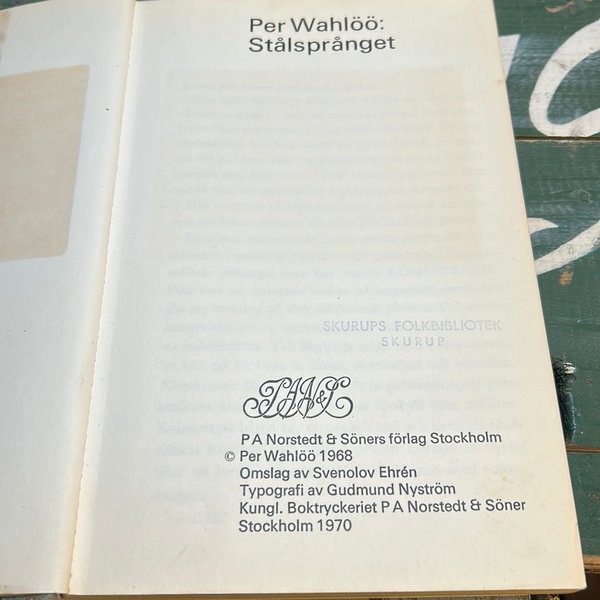 Per Wahlöö:
Stålsprånget
SKURUPS FOLKBIBLIOTEK
SKURUP
PAN&S
P A Norstedt & Söners förlag Stockholm
© Per Wahlöö 1968
Omslag av Svenolov Ehrén
Typografi av Gudmund Nyström
Kungl. Boktryckeriet P A Norstedt & Söner
Stockholm 1970